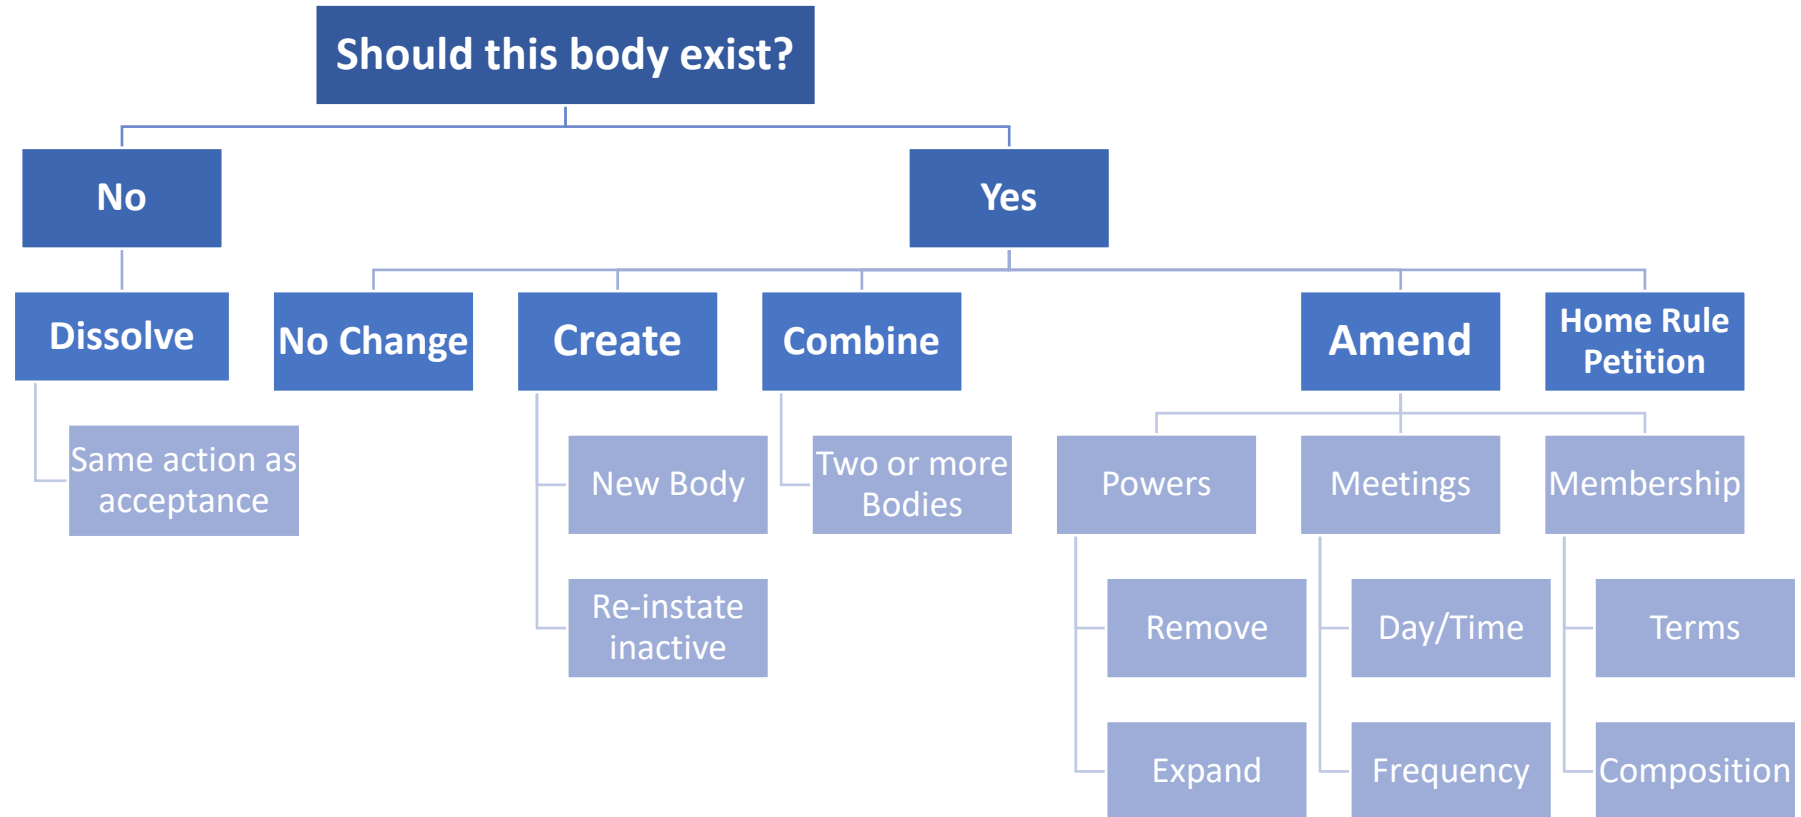 Should this body exist?
No
Yes
Dissolve
No Change
Create
Combine
Amend
Home Rule
Petition
Same action as
acceptance
New Body
Two or more
Bodies
Powers
Meetings
Membership
Re-instate
inactive
Remove
Day/Time
Terms
Expand
Frequency
Composition